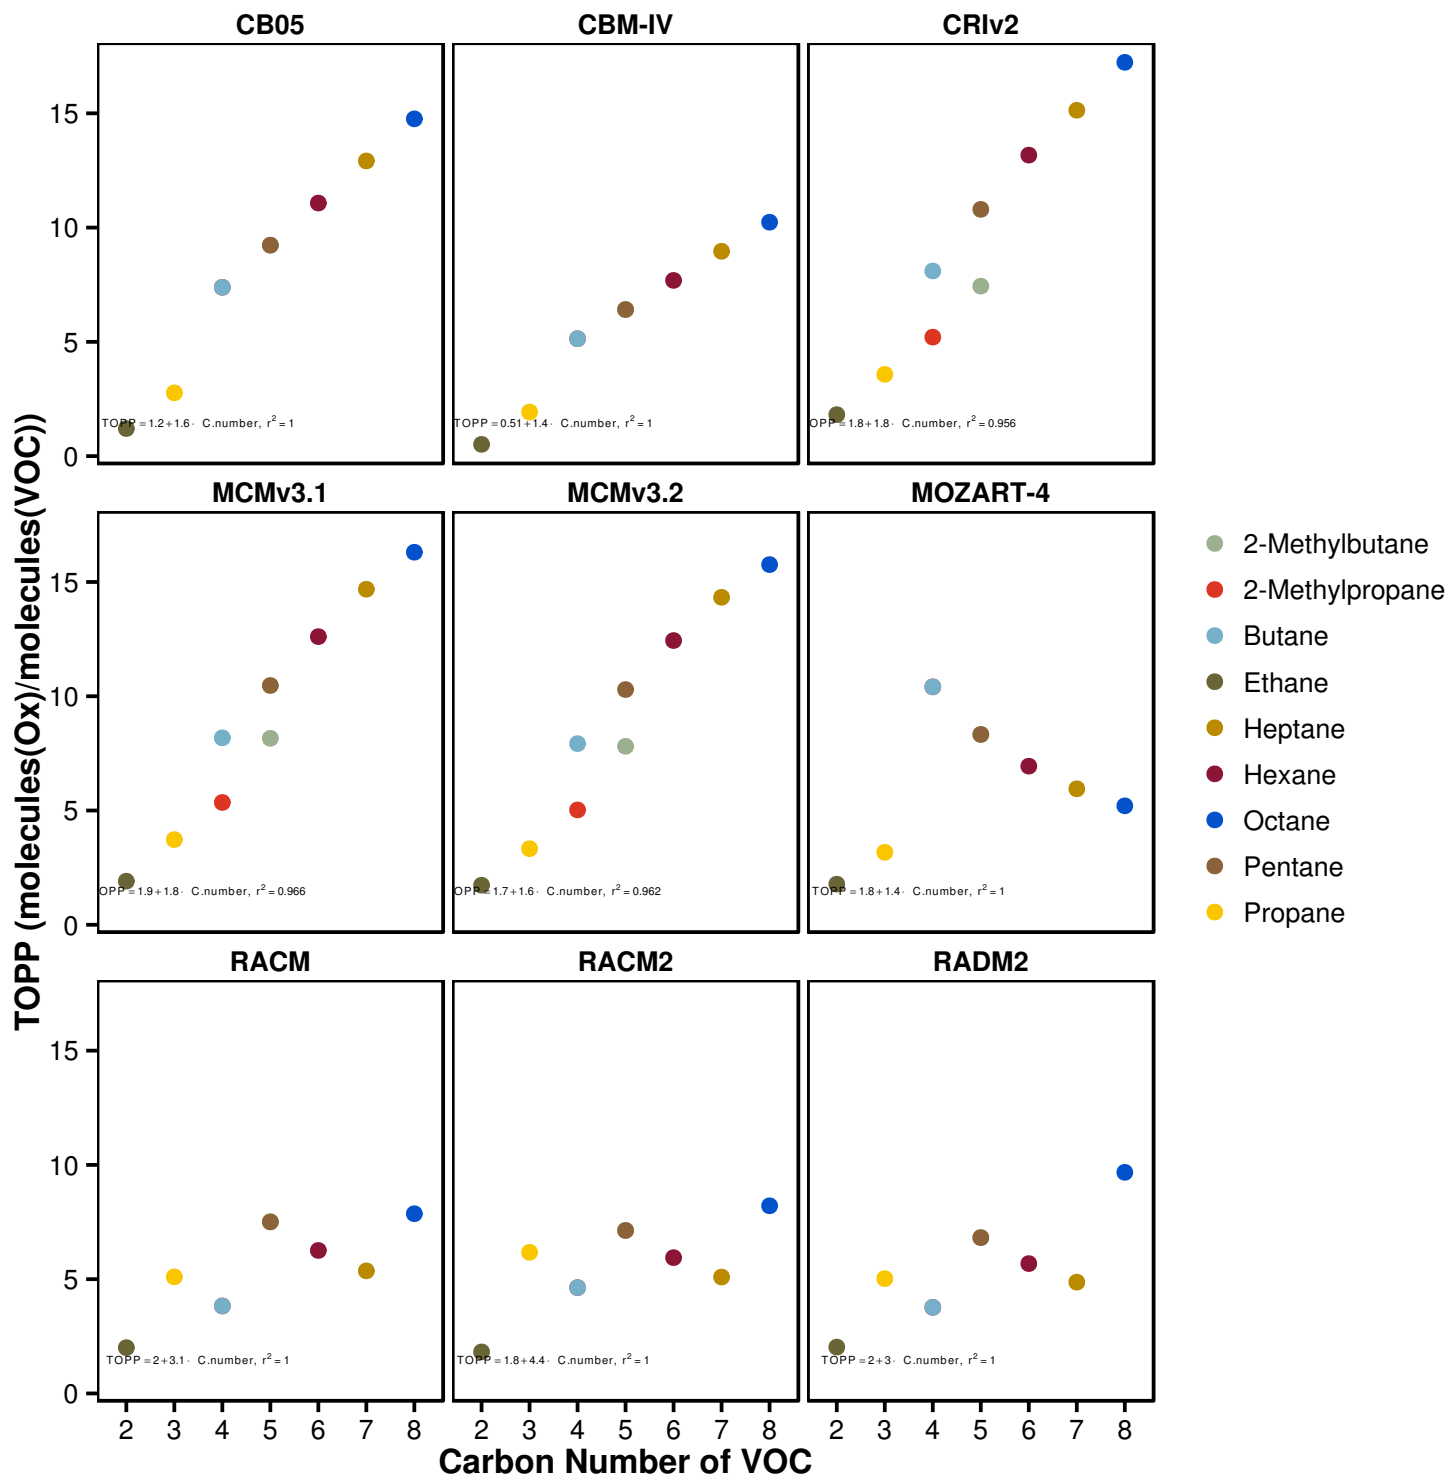 CB05 CBM-IV CRIv2
15
10
5
0
TOPP = 1.2 + 1.6 · C.number, r² = 1
TOPP = 0.51 + 1.4 · C.number, r² = 1
OPP = 1.8 + 1.8 · C.number, r² = 0.956
MCMv3.1 MCMv3.2 MOZART-4
15
10
5
0
OPP = 1.9 + 1.8 · C.number, r² = 0.966
OPP = 1.7 + 1.6 · C.number, r² = 0.962
TOPP = 1.8 + 1.4 · C.number, r² = 1
RACM RACM2 RADM2
15
10
5
0
TOPP = 2 + 3.1 · C.number, r² = 1
TOPP = 1.8 + 4.4 · C.number, r² = 1
TOPP = 2 + 3 · C.number, r² = 1
2 3 4 5 6 7 8 2 3 4 5 6 7 8 2 3 4 5 6 7 8
Carbon Number of VOC
TOPP (molecules(Ox)/molecules(VOC))
2-Methylbutane
2-Methylpropane
Butane
Ethane
Heptane
Hexane
Octane
Pentane
Propane